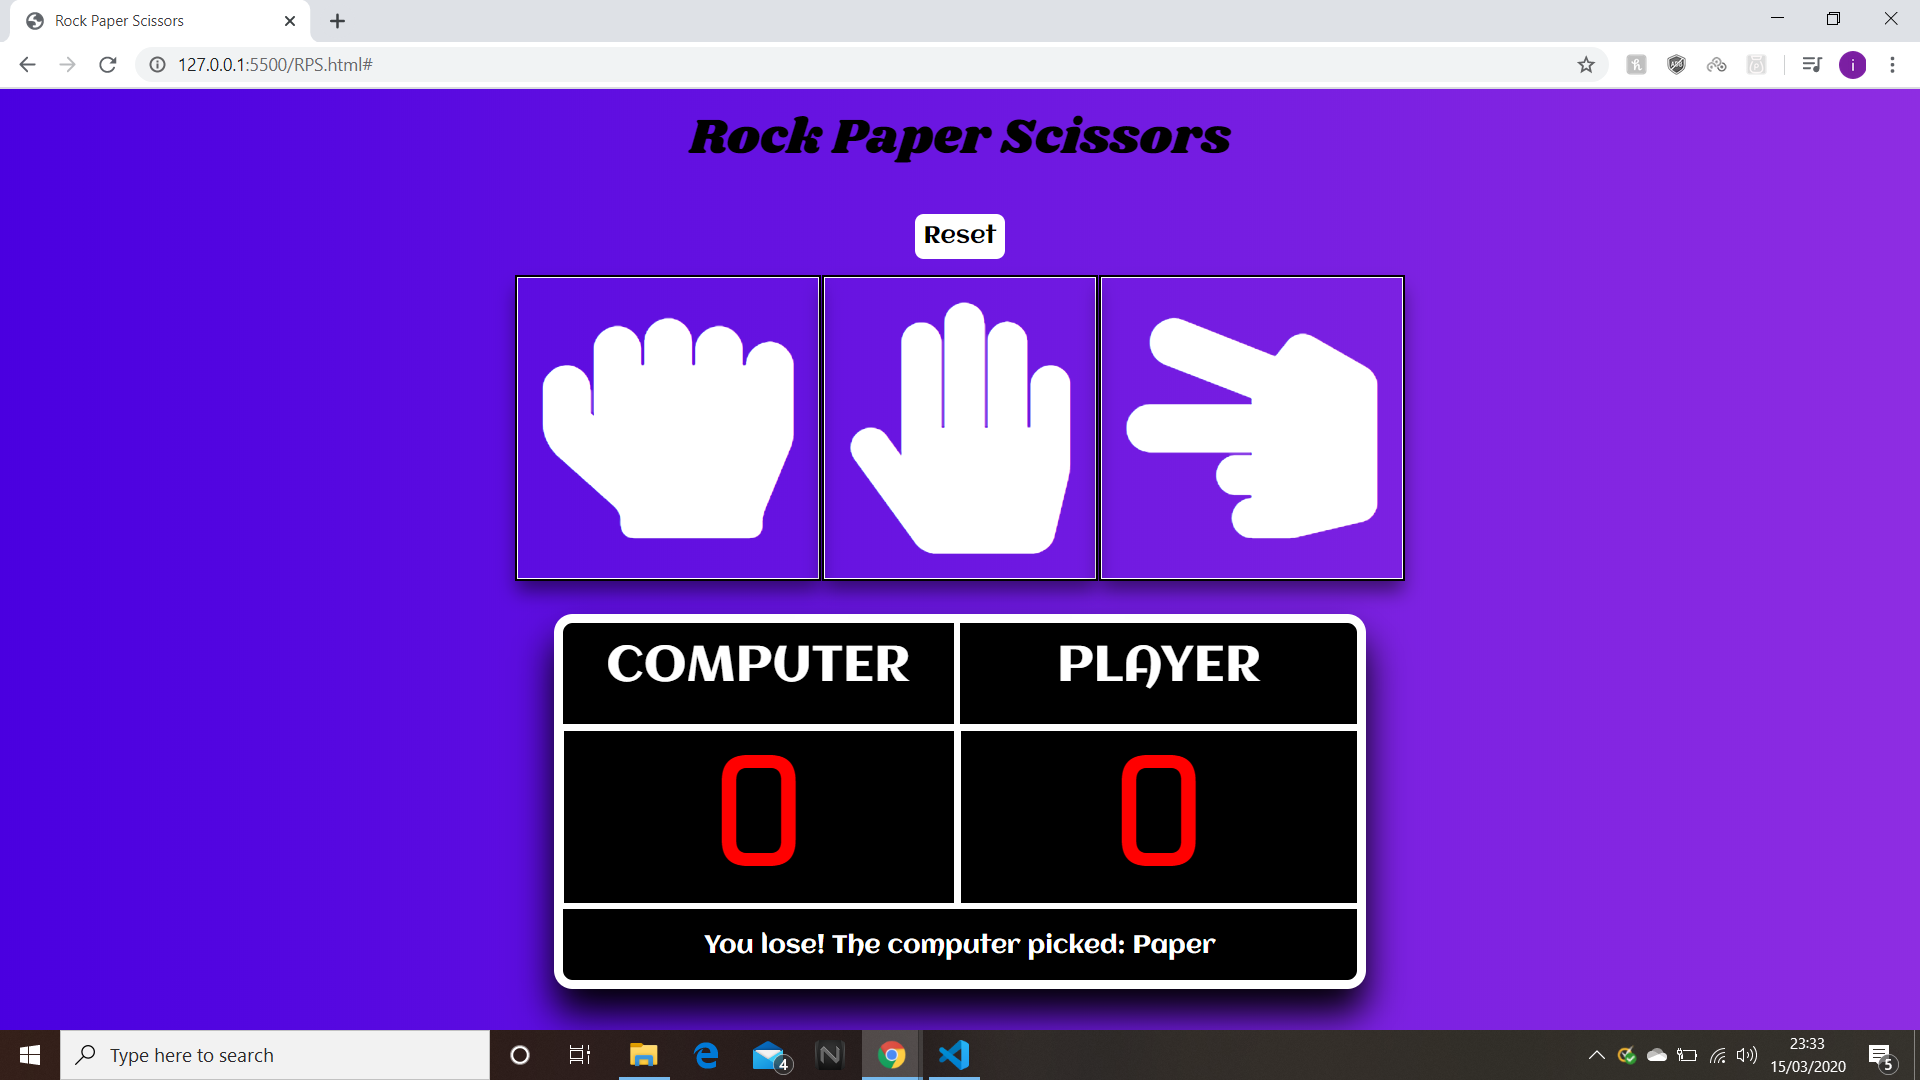 Rock Paper Scissors
127.0.0.1:5500/RPS.html#
i
Rock Paper Scissors
Reset
COMPUTER PLAYER
0 0
You lose! The computer picked: Paper
Type here to search
4
N
23:33
15/03/2020
5